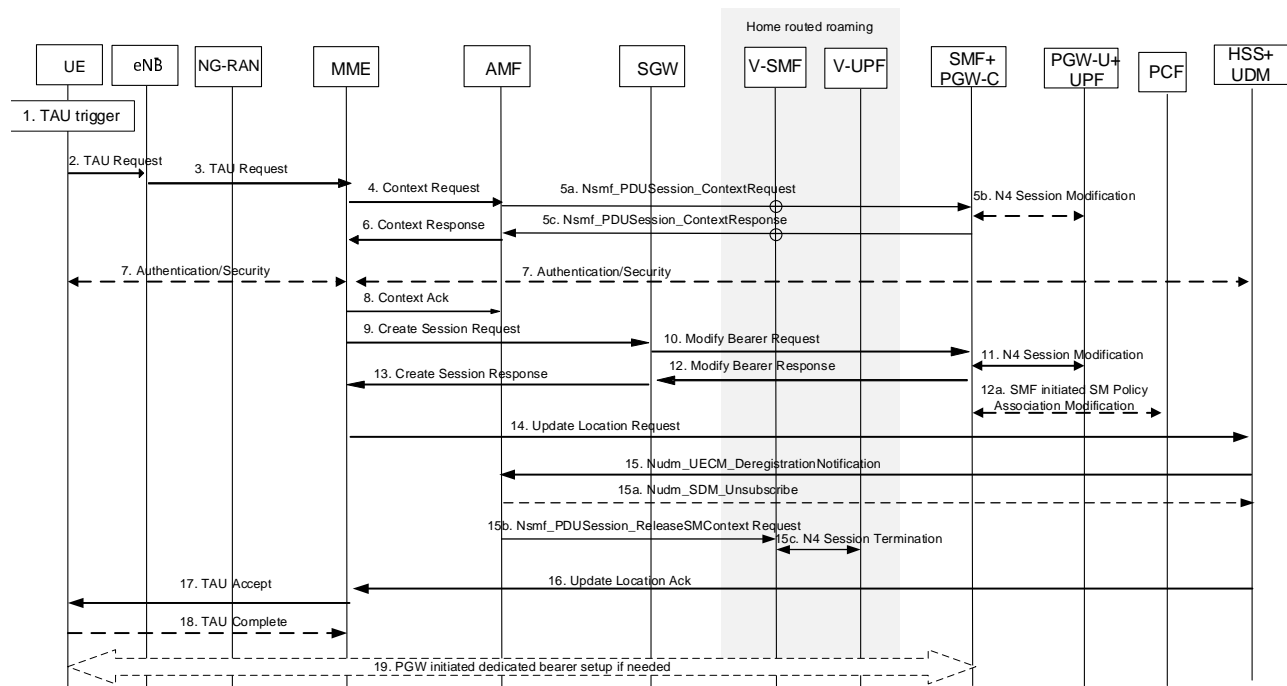 Home routed roaming
UE
eNB
NG-RAN
MME
AMF
SGW
V-SMF
V-UPF
SMF+
PGW-C
PGW-U+
UPF
PCF
HSS+
UDM
1. TAU trigger
2. TAU Request
3. TAU Request
4. Context Request
5a. Nsmf_PDUSession_ContextRequest
5b. N4 Session Modification
5c. Nsmf_PDUSession_ContextResponse
6. Context Response
7. Authentication/Security
7. Authentication/Security
8. Context Ack
9. Create Session Request
10. Modify Bearer Request
11. N4 Session Modification
12. Modify Bearer Response
13. Create Session Response
12a. SMF initiated SM Policy
Association Modification
14. Update Location Request
15. Nudm_UECM_DeregistrationNotification
15a. Nudm_SDM_Unsubscribe
15b. Nsmf_PDUSession_ReleaseSMContext Request
15c. N4 Session Termination
16. Update Location Ack
17. TAU Accept
18. TAU Complete
19. PGW initiated dedicated bearer setup if needed